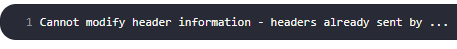 1 Cannot modify header information - headers already sent by ...